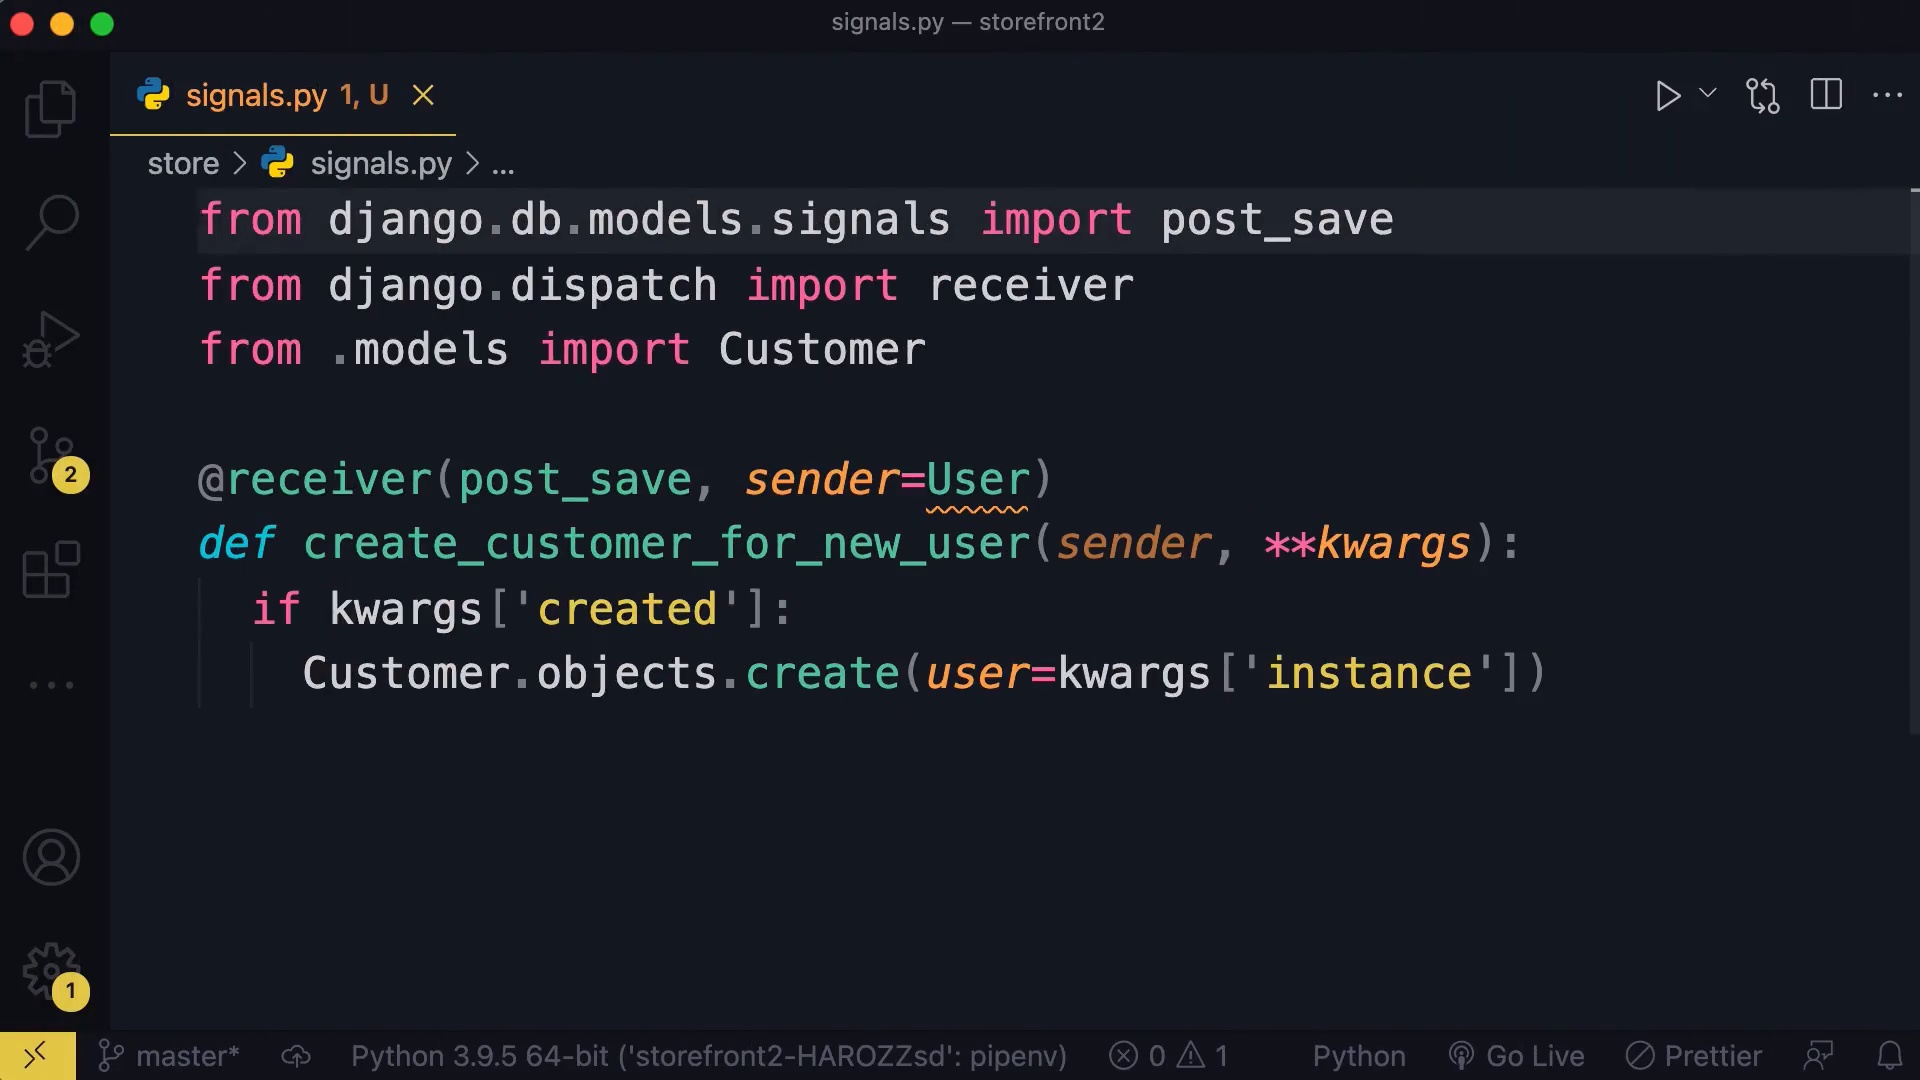 signals.py — storefront2
signals.py 1, U
store > signals.py > ...
from django.db.models.signals import post_save
from django.dispatch import receiver
from .models import Customer
@receiver(post_save, sender=User)
def create_customer_for_new_user(sender, **kwargs):
if kwargs['created']:
Customer.objects.create(user=kwargs['instance'])
2
1
master* Python 3.9.5 64-bit ('storefront2-HAROZZsd': pipenv) 0 1 Python Go Live Prettier